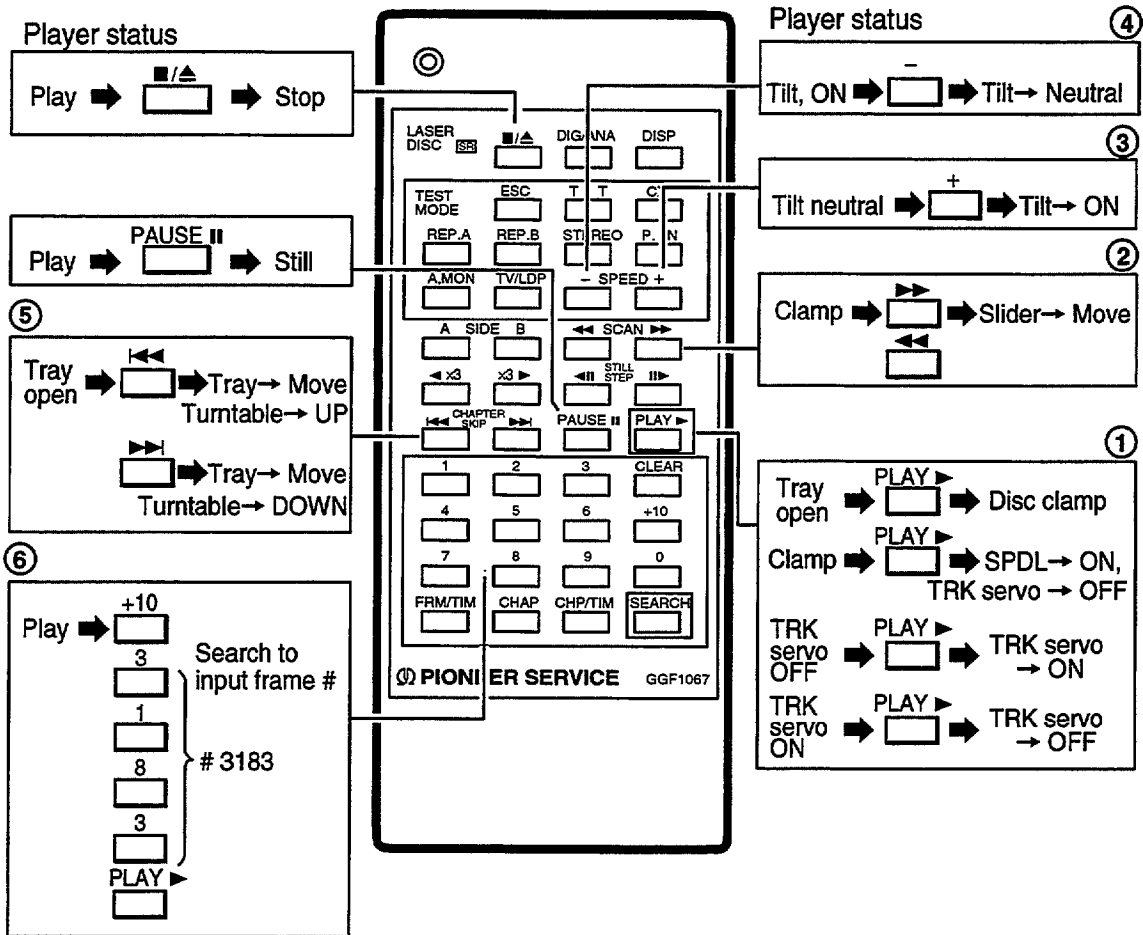 Player status
Play ➡ ■/▲ ➡ Stop
Play ➡ PAUSE II ➡ Still
⑤
Tray open ➡ |◀◀ ➡ Tray→ Move
Turntable→ UP
▶▶| ➡ Tray→ Move
Turntable→ DOWN
⑥
Play ➡ +10
3
1
8
3
PLAY ►
Search to
input frame #
# 3183
LASER
DISC SR ■/▲ DIG/ANA DISP
TEST
MODE ESC
REP.A REP.B STEREO
A.MON TV/LDP − SPEED +
A SIDE B ◀◀ SCAN ▶▶
◀ x3 x3 ▶ ◀II STILL
STEP II▶
|◀◀ CHAPTER
SKIP ▶▶| PAUSE II PLAY ►
1 2 3 CLEAR
4 5 6 +10
7 8 9 0
FRM/TIM CHAP CHP/TIM SEARCH
PIONEER SERVICE GGF1067
Player status ④
Tilt, ON ➡ − ➡ Tilt→ Neutral
③
Tilt neutral ➡ + ➡ Tilt→ ON
②
Clamp ➡ ▶▶ ➡ Slider→ Move
◀◀
①
Tray
open ➡ PLAY ► ➡ Disc clamp
Clamp ➡ PLAY ► ➡ SPDL→ ON,
TRK servo → OFF
TRK
servo
OFF ➡ PLAY ► ➡ TRK servo
→ ON
TRK
servo
ON ➡ PLAY ► ➡ TRK servo
→ OFF